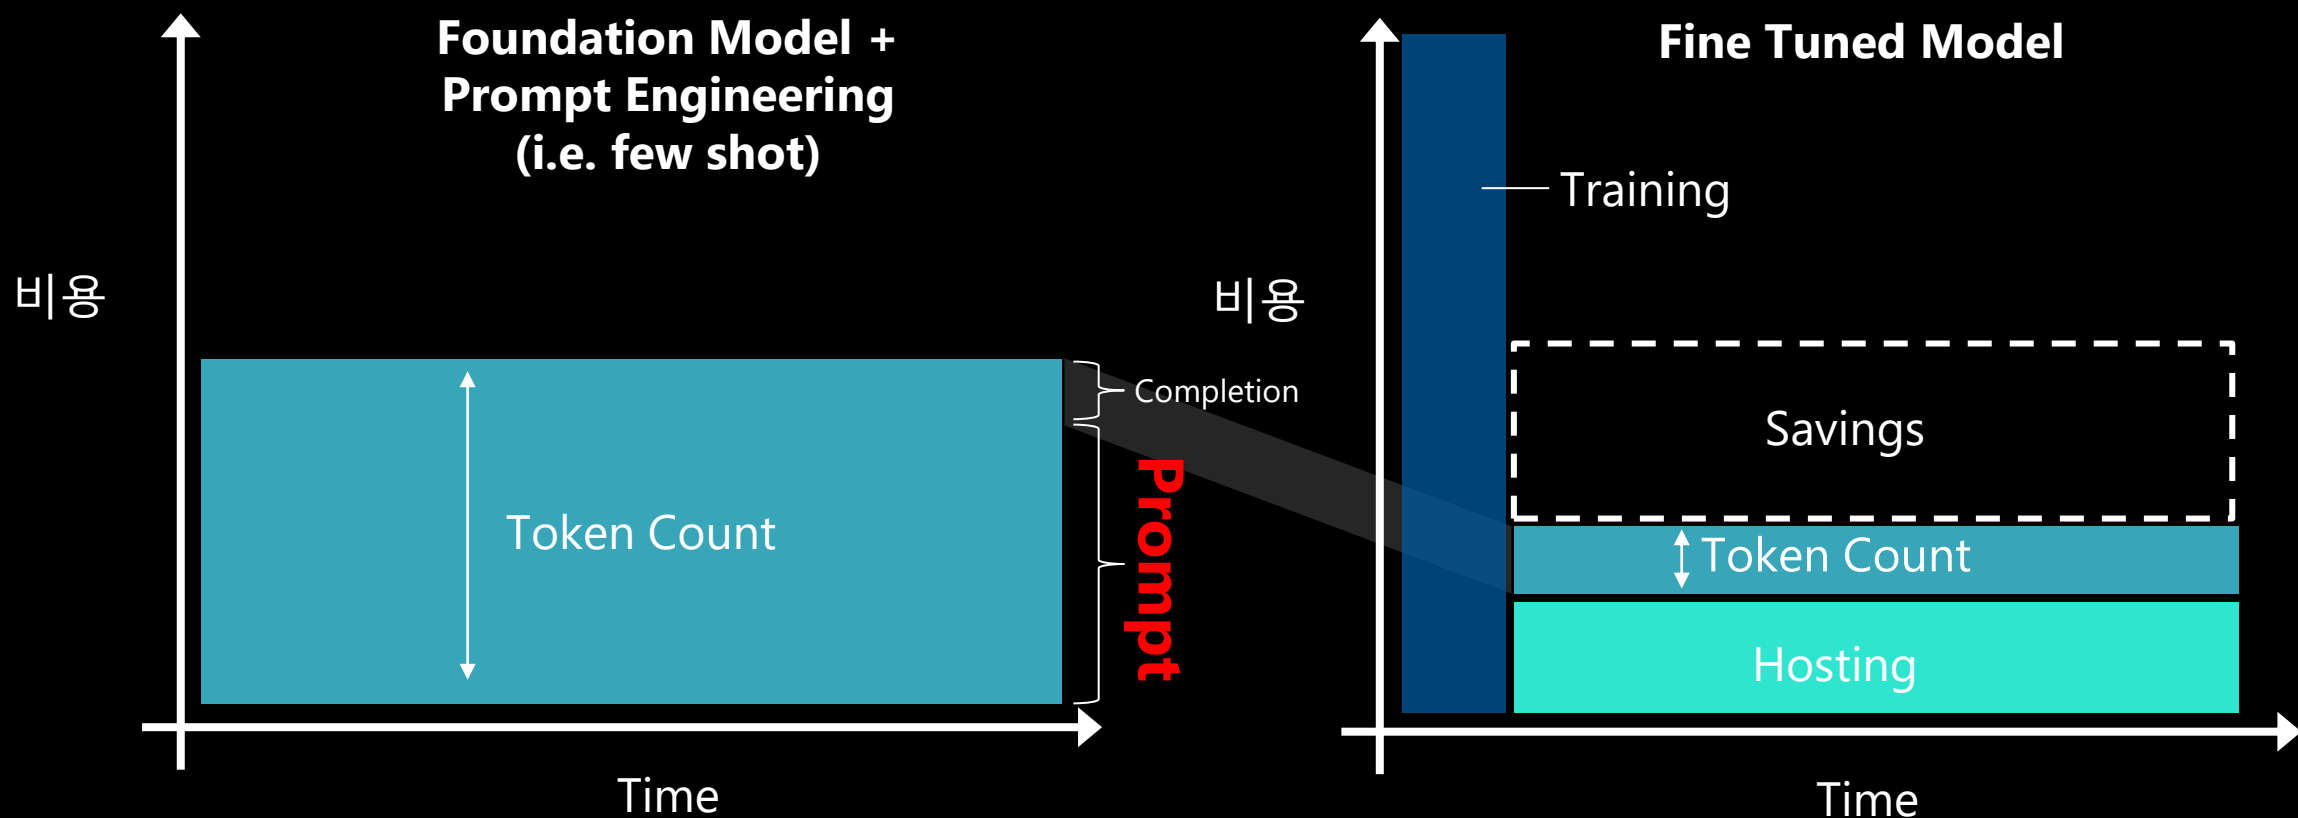 Foundation Model +
Prompt Engineering
(i.e. few shot)
비용
Token Count
Completion
Prompt
Time
Fine Tuned Model
Training
비용
Savings
Token Count
Hosting
Time